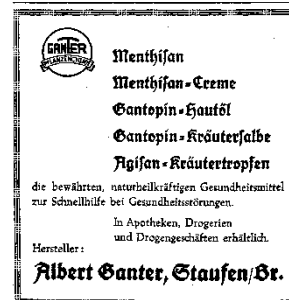 GANTER
PFLANZENCHEMIE
Menthisan
Menthisan-Creme
Gantopin-Hautöl
Gantopin-Kräutersalbe
Agisan-Kräutertropfen
die bewährten, naturheilkräftigen Gesundheitsmittel
zur Schnellhilfe bei Gesundheitsstörungen.
In Apotheken, Drogerien
und Drogengeschäften erhältlich.
Hersteller:
Albert Ganter, Staufen/Br.